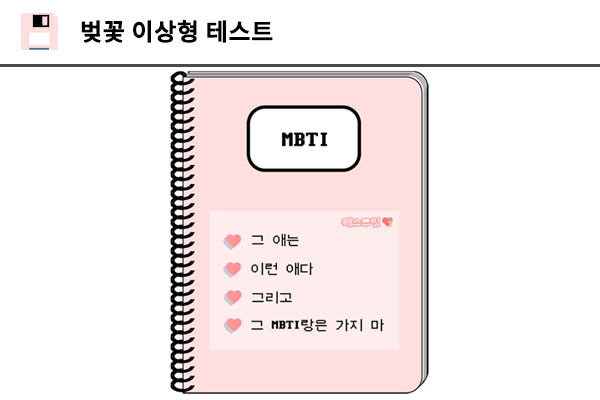 벚꽃 이상형 테스트
MBTI
테스트잇
그 애는
이런 애다
그리고
그 MBTI랑은 가지 마